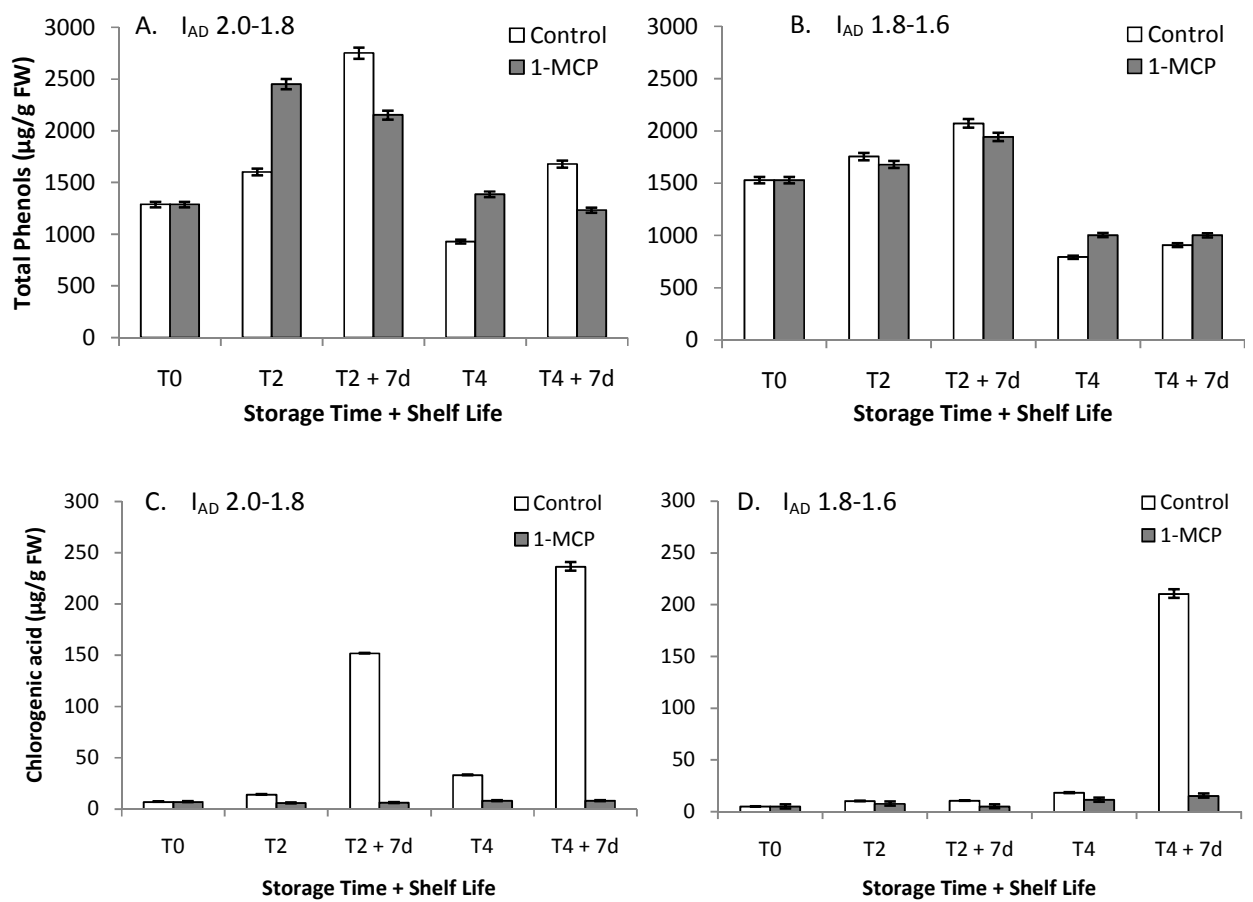 A. IAD 2.0-1.8
Control
1-MCP
Total Phenols (µg/g FW)
3000
2500
2000
1500
1000
500
0
T0 T2 T2 + 7d T4 T4 + 7d
Storage Time + Shelf Life
B. IAD 1.8-1.6
Control
1-MCP
3000
2500
2000
1500
1000
500
0
T0 T2 T2 + 7d T4 T4 + 7d
Storage Time + Shelf Life
C. IAD 2.0-1.8
Control
1-MCP
Chlorogenic acid (µg/g FW)
300
250
200
150
100
50
0
T0 T2 T2 + 7d T4 T4 + 7d
Storage Time + Shelf Life
D. IAD 1.8-1.6
Control
1-MCP
300
250
200
150
100
50
0
T0 T2 T2 + 7d T4 T4 + 7d
Storage Time + Shelf Life